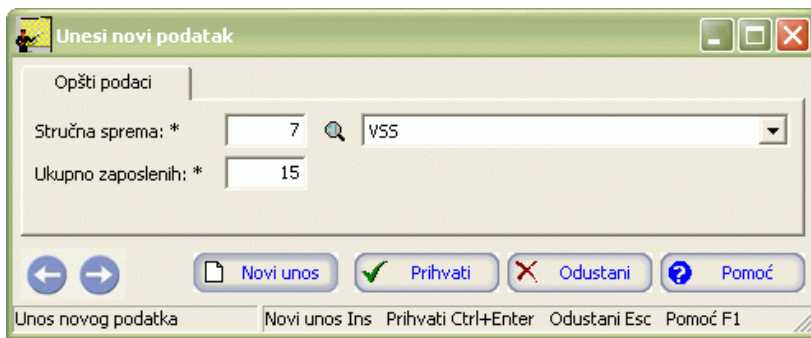 Unesi novi podatak
Opšti podaci
Stručna sprema: * 7 VSS
Ukupno zaposlenih: * 15
Novi unos Prihvati Odustani Pomoć
Unos novog podatka Novi unos Ins Prihvati Ctrl+Enter Odustani Esc Pomoć F1